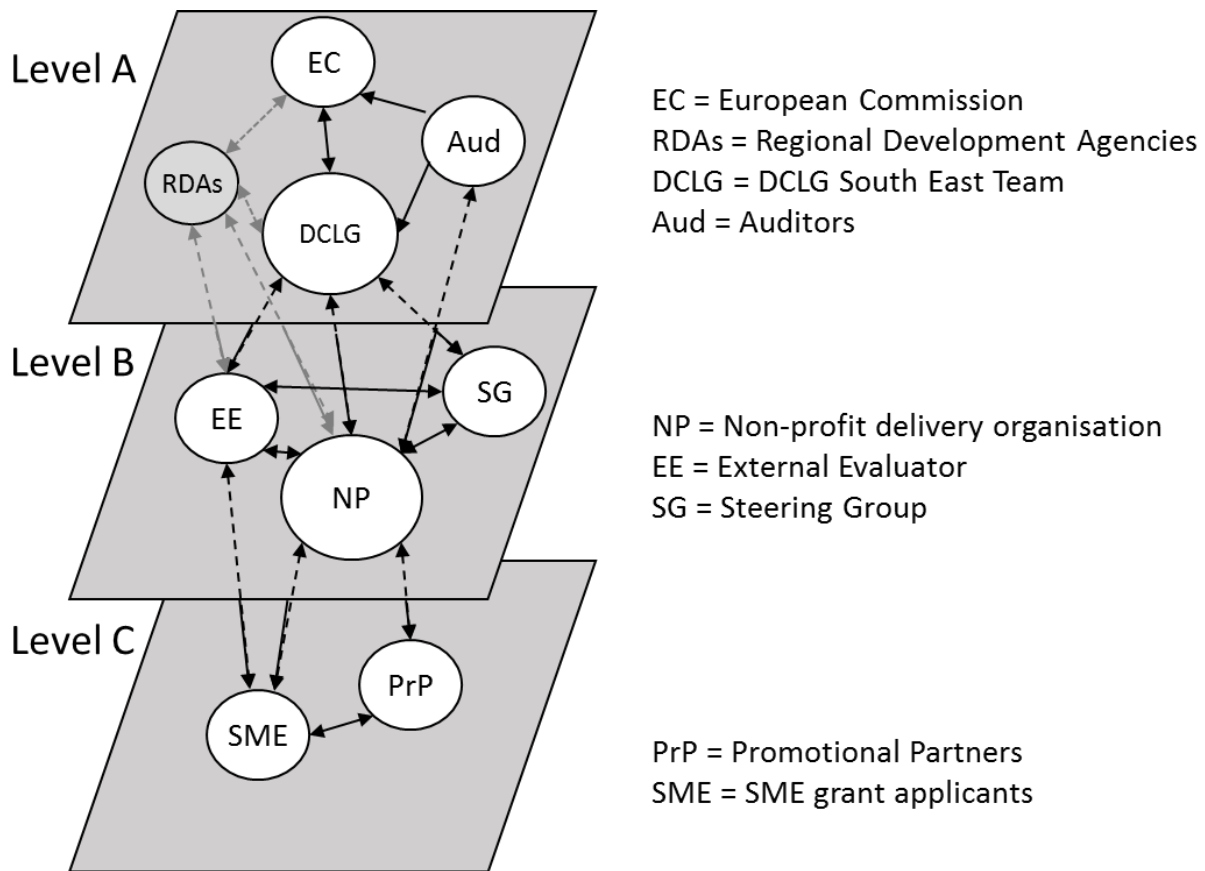 Level A
EC
Aud
RDAs
DCLG
EC = European Commission
RDAs = Regional Development Agencies
DCLG = DCLG South East Team
Aud = Auditors
Level B
EE
SG
NP
NP = Non-profit delivery organisation
EE = External Evaluator
SG = Steering Group
Level C
PrP
SME
PrP = Promotional Partners
SME = SME grant applicants